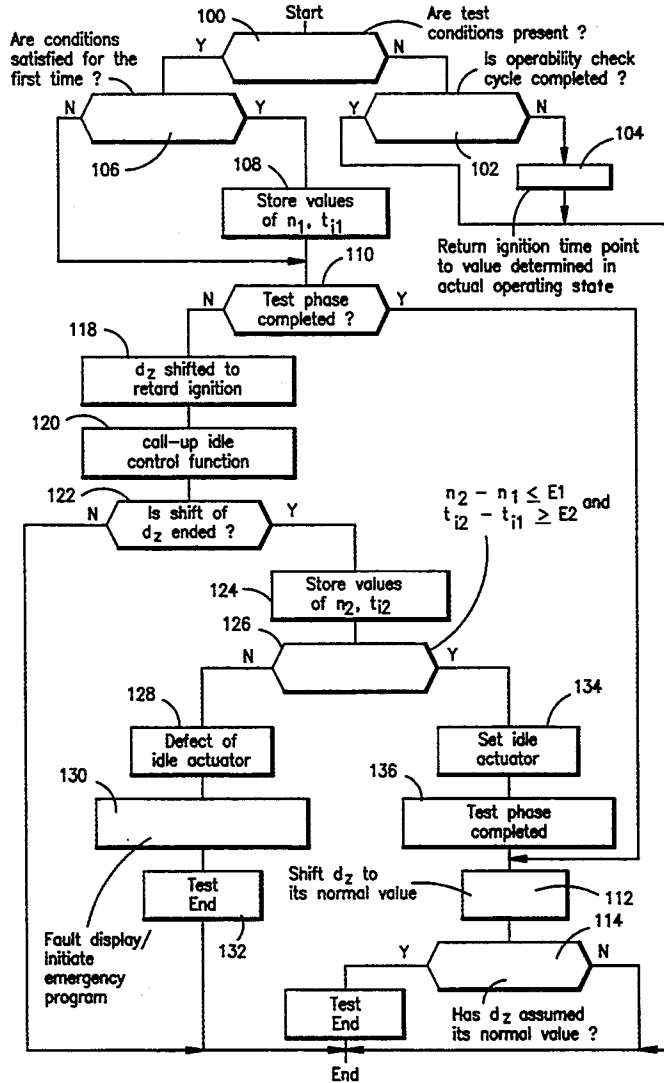 Start
100
Are test
conditions present ?
Are conditions
satisfied for the
first time ?
Y
N
Is operability check
cycle completed ?
N
Y
Y
N
106
102
104
108
Store values
of n1, ti1
Return ignition time point
to value determined in
actual operating state
110
N
Test phase
completed ?
Y
118
dz shifted to
retard ignition
120
call-up idle
control function
122
N
Is shift of
dz ended ?
Y
n2 – n1 ≤ E1
ti2 – ti1 ≥ E2 and
124
Store values
of n2, ti2
126
N
Y
128
134
Defect of
idle actuator
Set idle
actuator
130
136
Test phase
completed
Shift dz to
its normal value
112
Test
End
132
114
Fault display/
initiate
emergency
program
Y
N
Test
End
Has dz assumed
its normal value ?
End